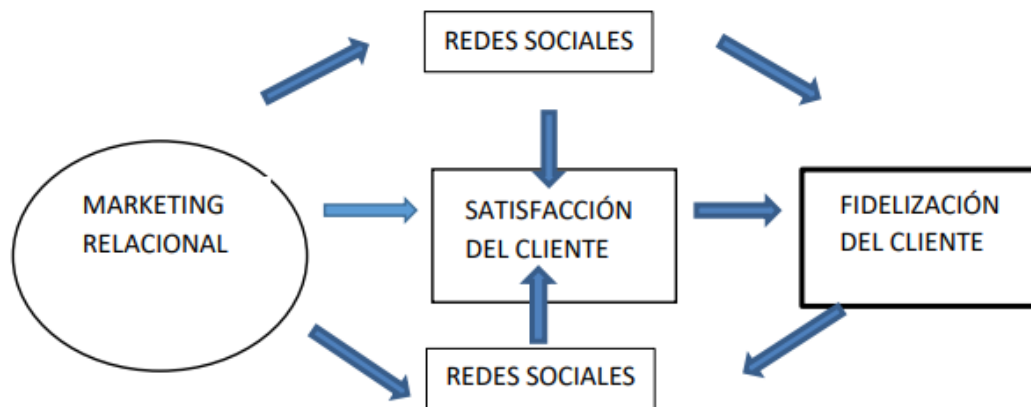 REDES SOCIALES
MARKETING
RELACIONAL
SATISFACCIÓN
DEL CLIENTE
FIDELIZACIÓN
DEL CLIENTE
REDES SOCIALES